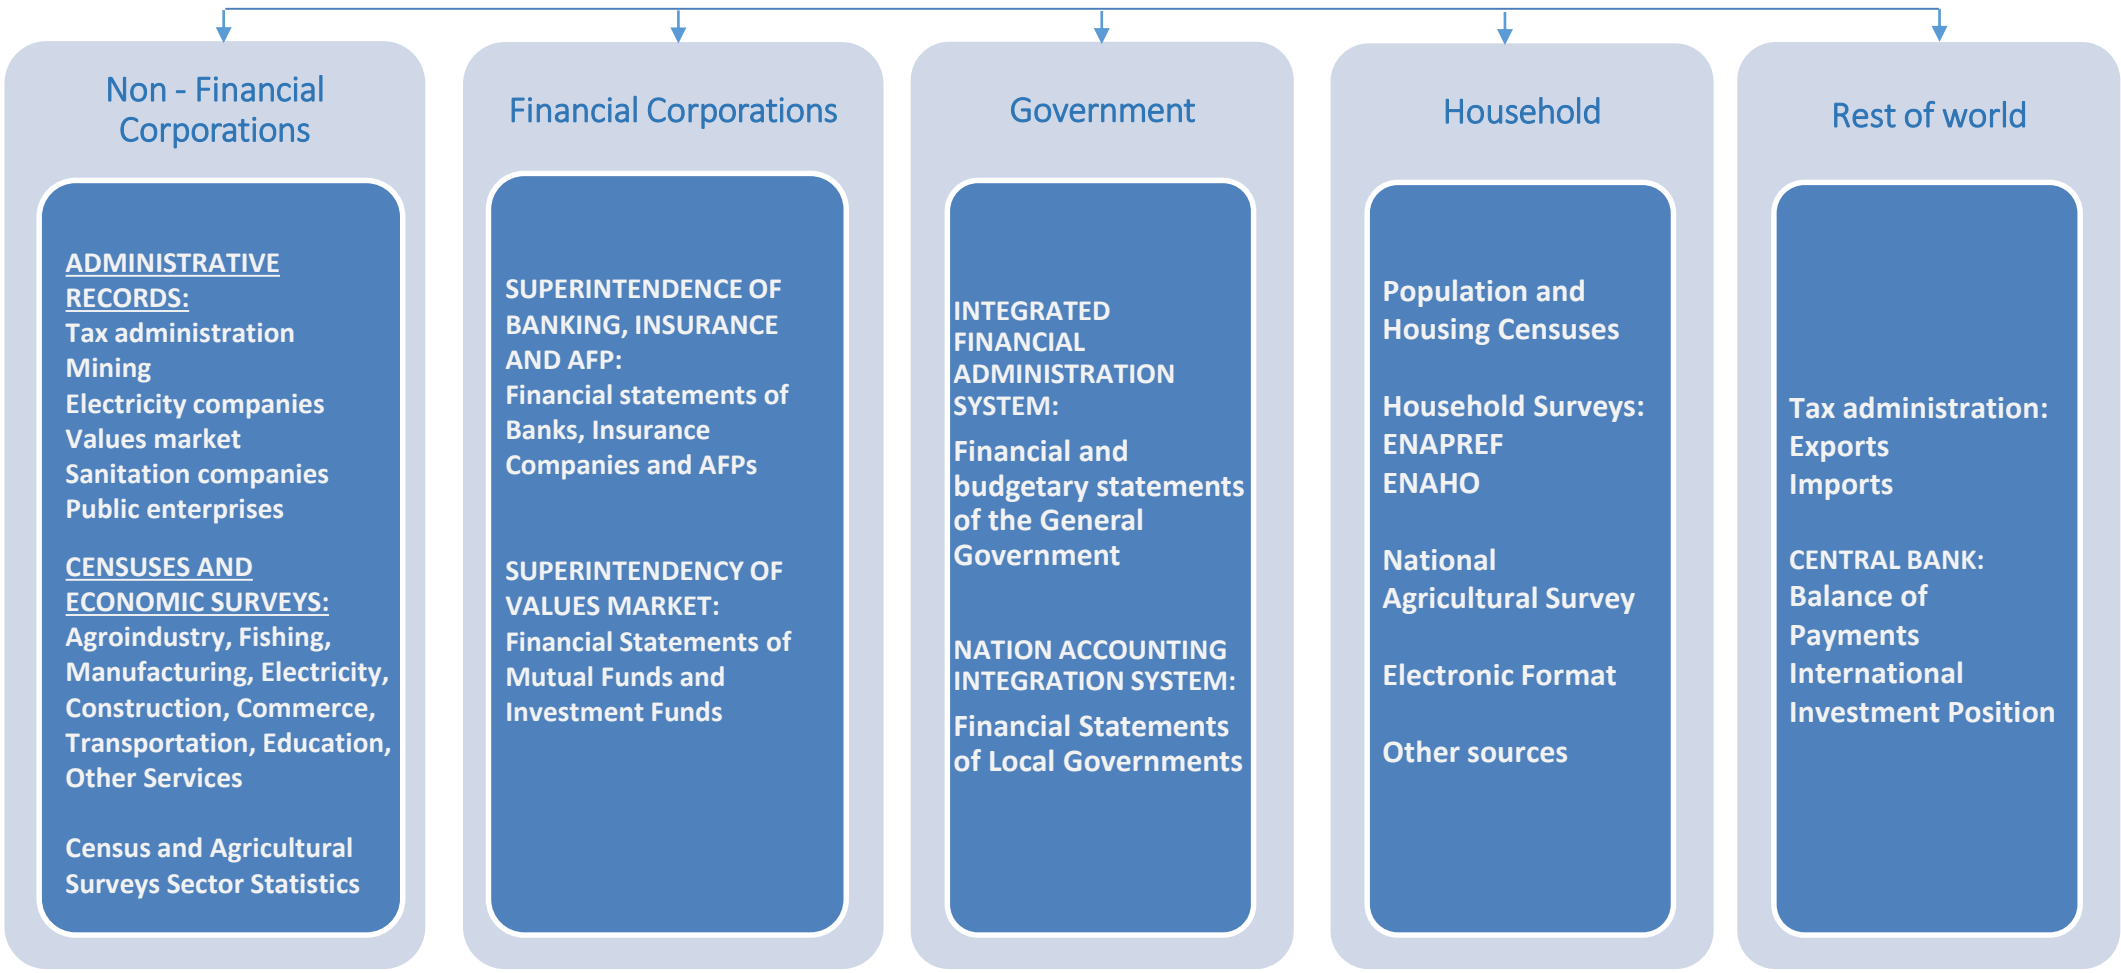 Non - Financial
Corporations
ADMINISTRATIVE
RECORDS:
Tax administration
Mining
Electricity companies
Values market
Sanitation companies
Public enterprises
CENSUSES AND
ECONOMIC SURVEYS:
Agroindustry, Fishing,
Manufacturing, Electricity,
Construction, Commerce,
Transportation, Education,
Other Services
Census and Agricultural
Surveys Sector Statistics
Financial Corporations
SUPERINTENDENCE OF
BANKING, INSURANCE
AND AFP:
Financial statements of
Banks, Insurance
Companies and AFPs
SUPERINTENDENCY OF
VALUES MARKET:
Financial Statements of
Mutual Funds and
Investment Funds
Government
INTEGRATED
FINANCIAL
ADMINISTRATION
SYSTEM:
Financial and
budgetary statements
of the General
Government
NATION ACCOUNTING
INTEGRATION SYSTEM:
Financial Statements
of Local Governments
Household
Population and
Housing Censuses
Household Surveys:
ENAPREF
ENAHO
National
Agricultural Survey
Electronic Format
Other sources
Rest of world
Tax administration:
Exports
Imports
CENTRAL BANK:
Balance of
Payments
International
Investment Position